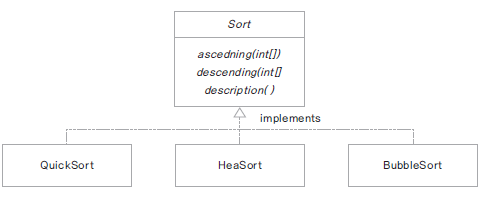 Sort
ascedning(int[])
descending(int[]
description( )
implements
QuickSort
HeaSort
BubbleSort